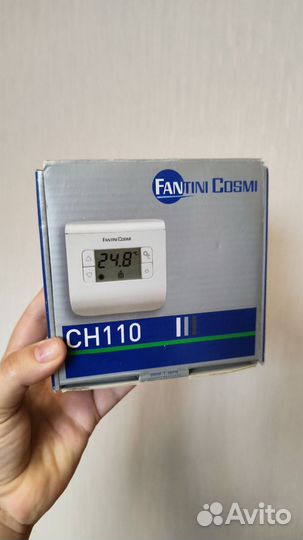 FANTINI COSMI
FANTINI COSMI
24.8°C
CH110
Avito